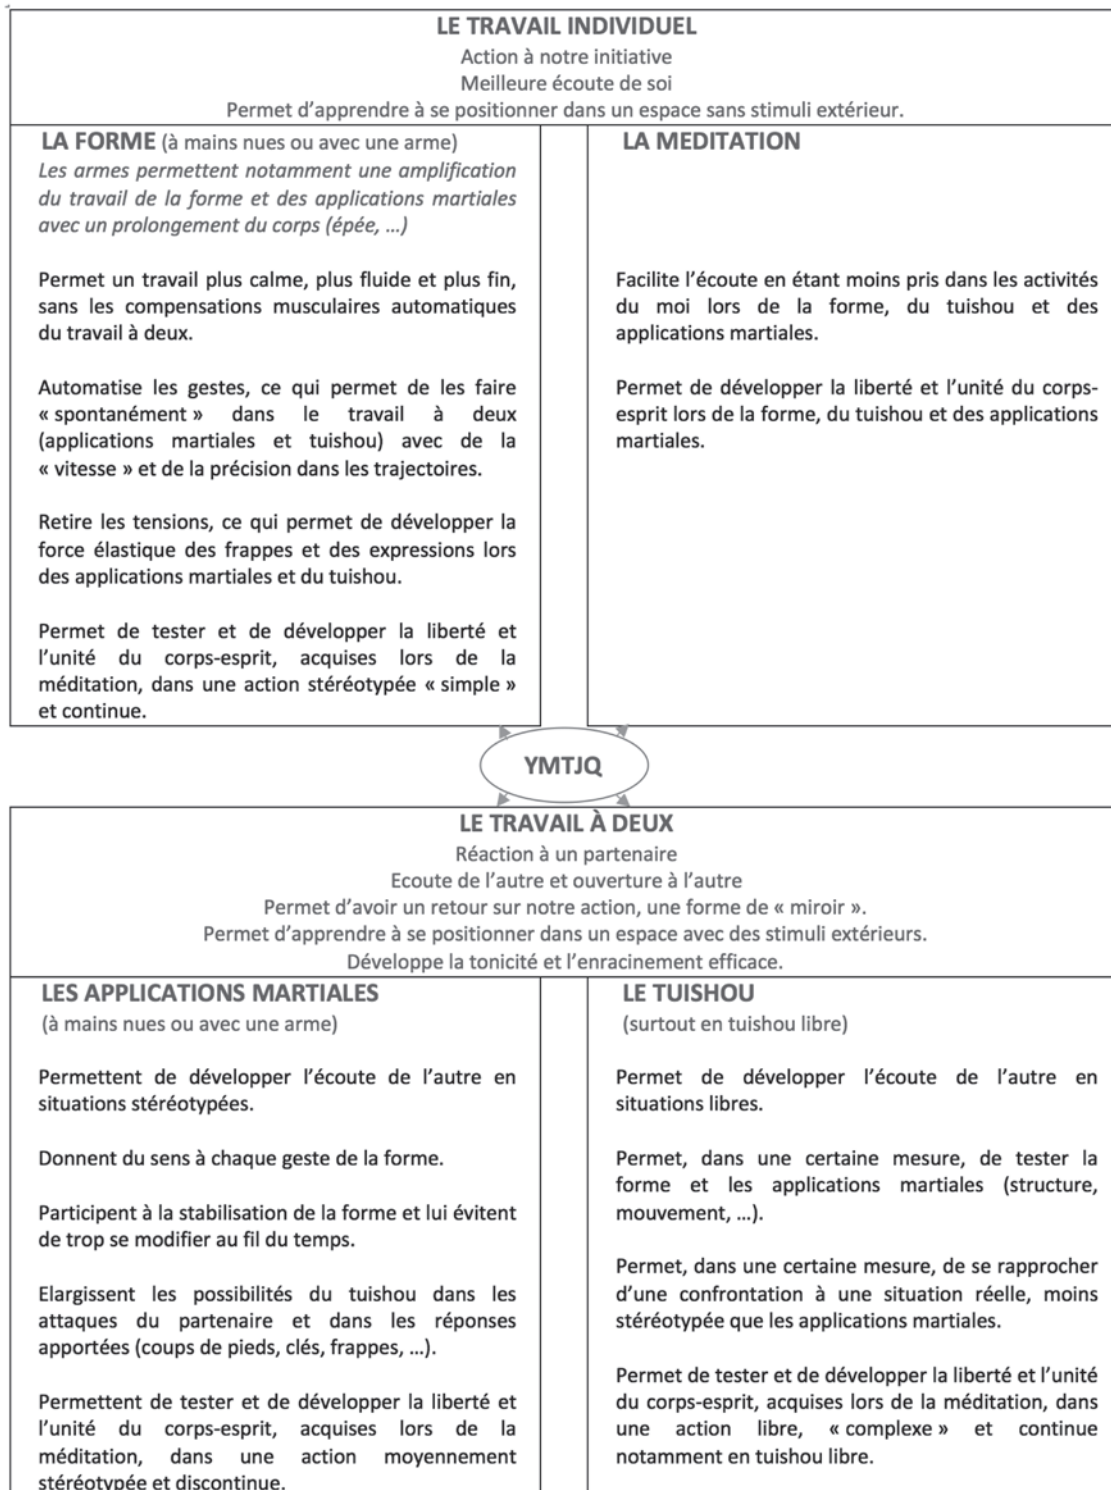 LE TRAVAIL INDIVIDUEL
Action à notre initiative
Meilleure écoute de soi
Permet d'apprendre à se positionner dans un espace sans stimuli extérieur.
LA FORME (à mains nues ou avec une arme)
Les armes permettent notamment une amplification
du travail de la forme et des applications martiales
avec un prolongement du corps (épée, ...)
Permet un travail plus calme, plus fluide et plus fin,
sans les compensations musculaires automatiques
du travail à deux.
Automatise les gestes, ce qui permet de les faire
« spontanément » dans le travail à deux
(applications martiales et tuishou) avec de la
« vitesse » et de la précision dans les trajectoires.
Retire les tensions, ce qui permet de développer la
force élastique des frappes et des expressions lors
des applications martiales et du tuishou.
Permet de tester et de développer la liberté et
l'unité du corps-esprit, acquises lors de la
méditation, dans une action stéréotypée « simple »
et continue.
LA MEDITATION
Facilite l'écoute en étant moins pris dans les activités
du moi lors de la forme, du tuishou et des
applications martiales.
Permet de développer la liberté et l'unité du corps-
esprit lors de la forme, du tuishou et des applications
martiales.
YMTJQ
LE TRAVAIL À DEUX
Réaction à un partenaire
Ecoute de l'autre et ouverture à l'autre
Permet d'avoir un retour sur notre action, une forme de « miroir ».
Permet d'apprendre à se positionner dans un espace avec des stimuli extérieurs.
Développe la tonicité et l'enracinement efficace.
LES APPLICATIONS MARTIALES
(à mains nues ou avec une arme)
Permettent de développer l'écoute de l'autre en
situations stéréotypées.
Donnent du sens à chaque geste de la forme.
Participent à la stabilisation de la forme et lui évitent
de trop se modifier au fil du temps.
Elargissent les possibilités du tuishou dans les
attaques du partenaire et dans les réponses
apportées (coups de pieds, clés, frappes, ...).
Permettent de tester et de développer la liberté et
l'unité du corps-esprit, acquises lors de la
méditation, dans une action moyennement
stéréotypée et discontinue.
LE TUISHOU
(surtout en tuishou libre)
Permet de développer l'écoute de l'autre en
situations libres.
Permet, dans une certaine mesure, de tester la
forme et les applications martiales (structure,
mouvement, ...).
Permet, dans une certaine mesure, de se rapprocher
d'une confrontation à une situation réelle, moins
stéréotypée que les applications martiales.
Permet de tester et de développer la liberté et l'unité
du corps-esprit, acquises lors de la méditation, dans
une action libre, « complexe » et continue
notamment en tuishou libre.